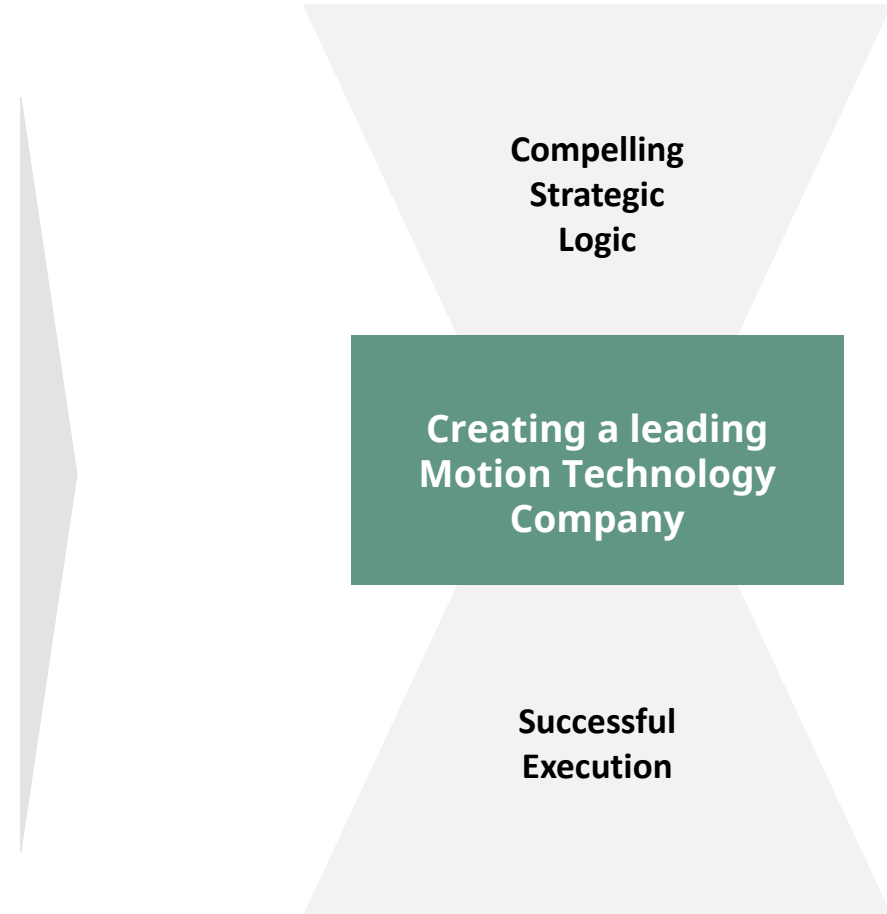 Compelling
Strategic
Logic
Creating a leading
Motion Technology
Company
Successful
Execution